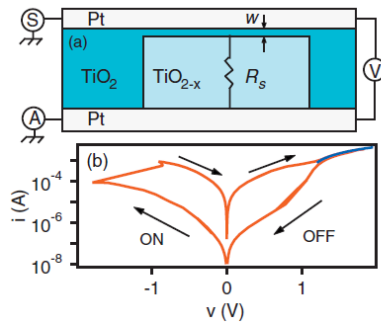 S
Pt
w
(a)
TiO2
TiO2-x
Rs
V
A
Pt
(b)
i (A)
10-4
10-6
10-8
ON
OFF
-1
0
1
v (V)